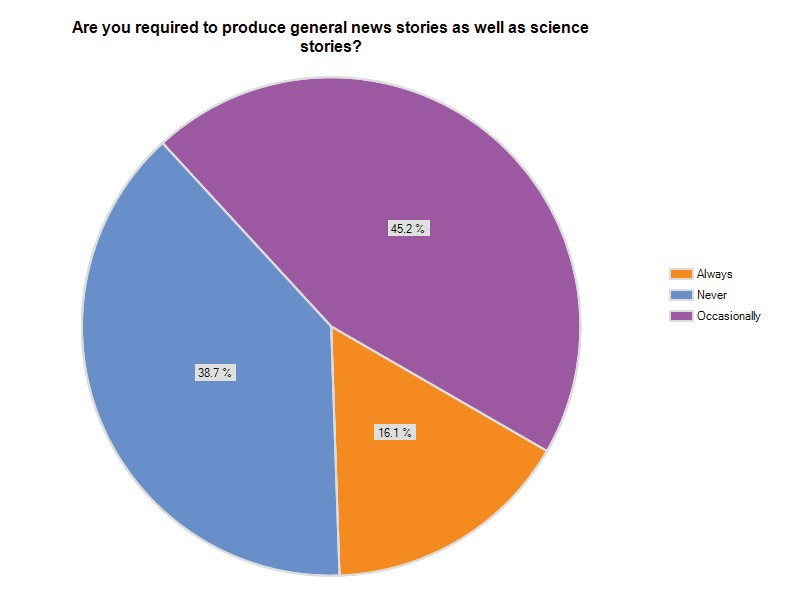 Are you required to produce general news stories as well as science
stories?
45.2 %
38.7 %
16.1 %
Always
Never
Occasionally